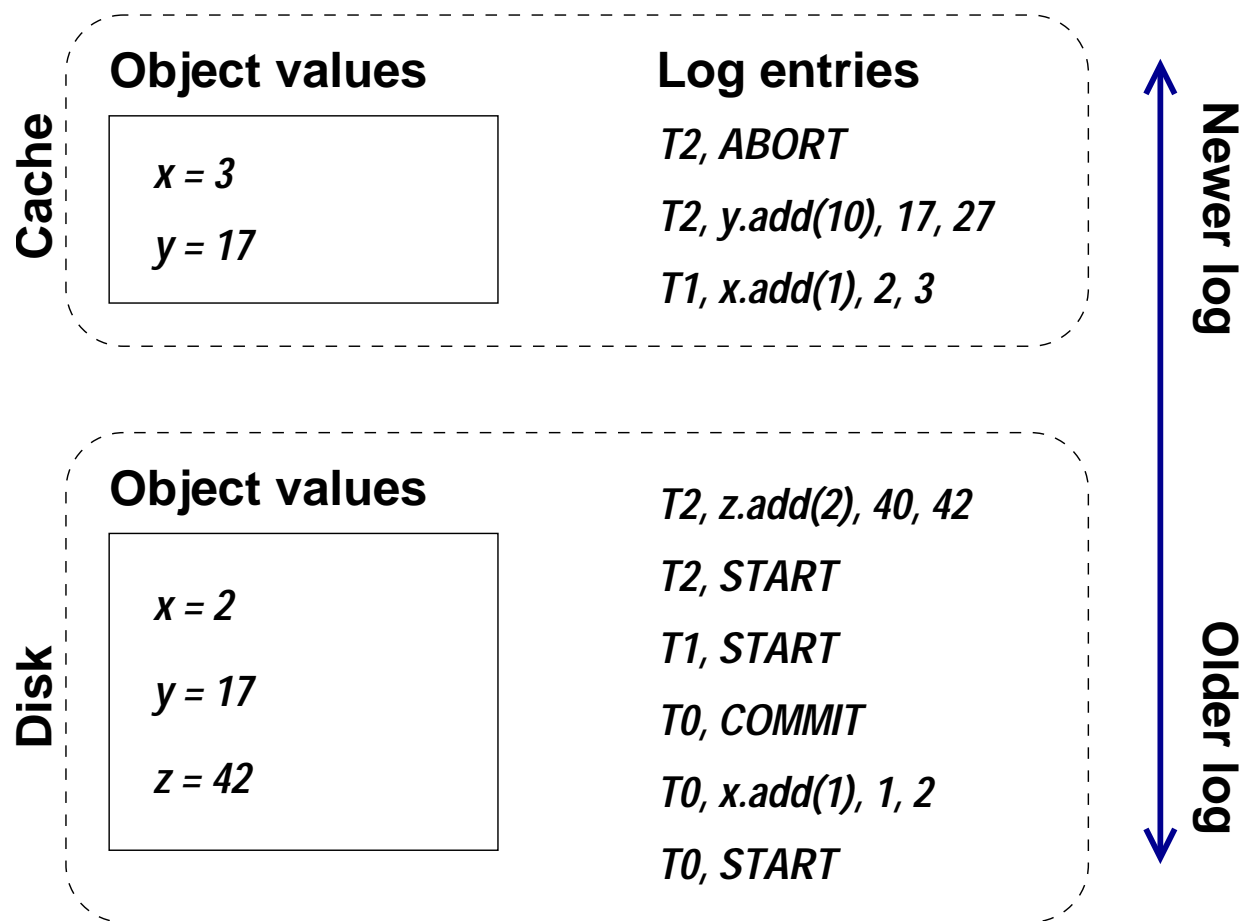 Cache
Object values
x = 3
y = 17
Log entries
T2, ABORT
T2, y.add(10), 17, 27
T1, x.add(1), 2, 3
Newer log
Disk
Object values
x = 2
y = 17
z = 42
T2, z.add(2), 40, 42
T2, START
T1, START
T0, COMMIT
T0, x.add(1), 1, 2
T0, START
Older log